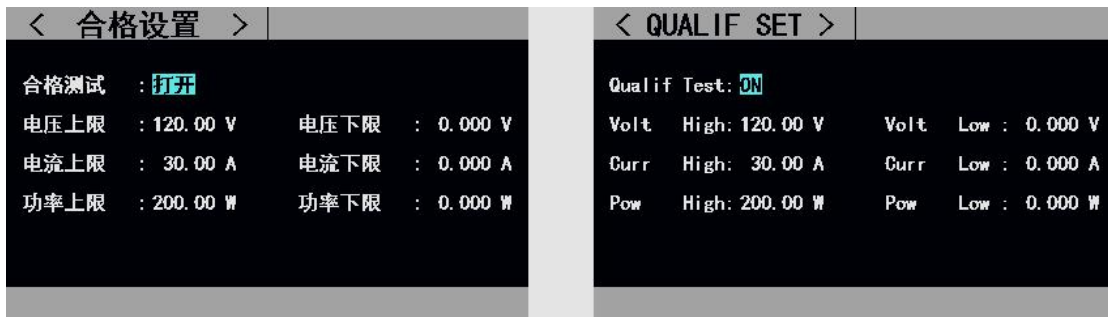 < 合格设置 >
合格测试 : 打开
电压上限 : 120.00 V 电压下限 : 0.000 V
电流上限 : 30.00 A 电流下限 : 0.000 A
功率上限 : 200.00 W 功率下限 : 0.000 W
< QUALIF SET >
Qualif Test: ON
Volt High: 120.00 V Volt Low : 0.000 V
Curr High: 30.00 A Curr Low : 0.000 A
Pow High: 200.00 W Pow Low : 0.000 W